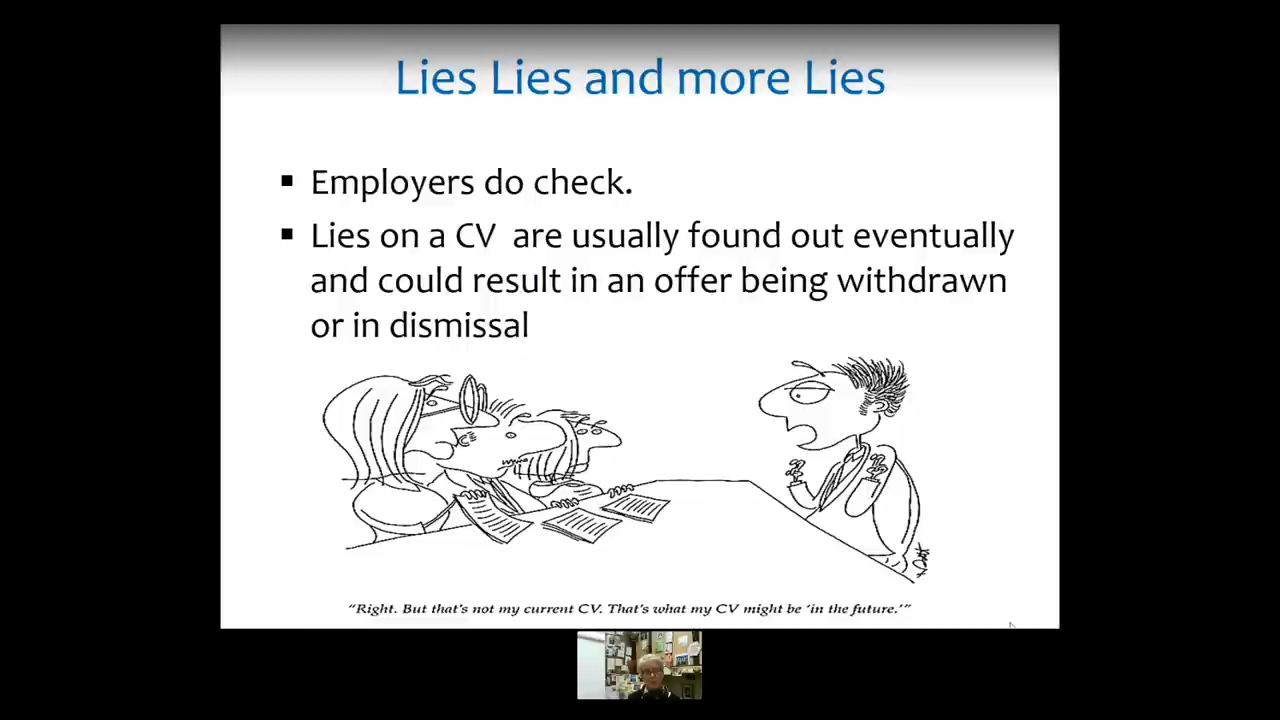 Lies Lies and more Lies
▪ Employers do check.
▪ Lies on a CV  are usually found out eventually
and could result in an offer being withdrawn
or in dismissal
"Right. But that's not my current CV. That's what my CV might be 'in the future.'"